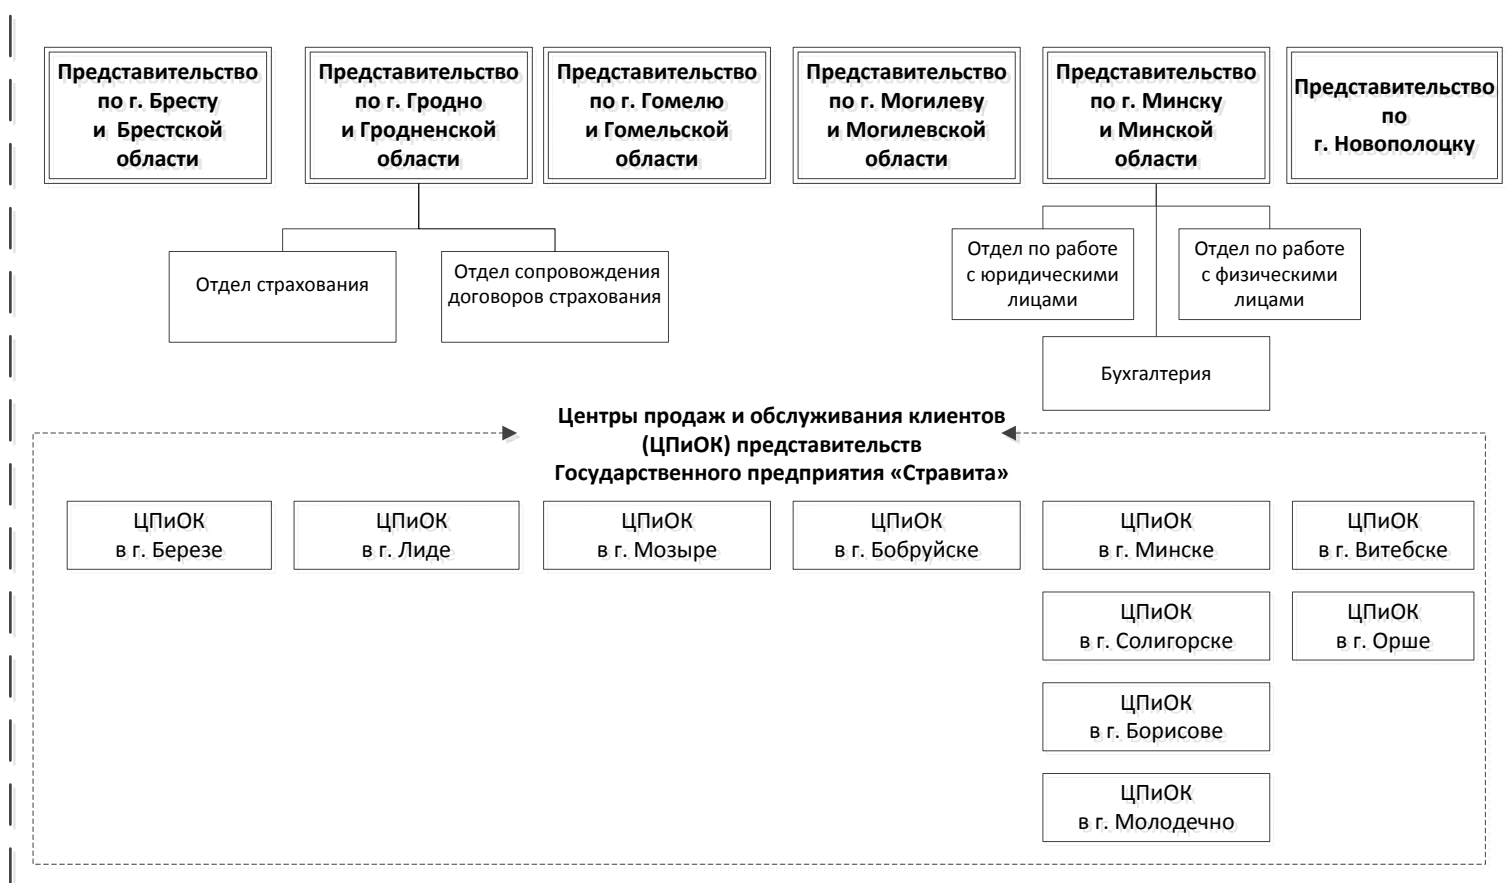 Представительство
по г. Бресту
и Брестской
области
Представительство
по г. Гродно
и Гродненской
области
Представительство
по г. Гомелю
и Гомельской
области
Представительство
по г. Могилеву
и Могилевской
области
Представительство
по г. Минску
и Минской
области
Представительство
по
г. Новополоцку
Отдел страхования
Отдел сопровождения
договоров страхования
Отдел по работе
с юридическими
лицами
Отдел по работе
с физическими
лицами
Бухгалтерия
Центры продаж и обслуживания клиентов
(ЦПиОК) представительств
Государственного предприятия «Стравита»
ЦПиОК
в г. Березе
ЦПиОК
в г. Лиде
ЦПиОК
в г. Мозыре
ЦПиОК
в г. Бобруйске
ЦПиОК
в г. Минске
ЦПиОК
в г. Витебске
ЦПиОК
в г. Солигорске
ЦПиОК
в г. Орше
ЦПиОК
в г. Борисове
ЦПиОК
в г. Молодечно